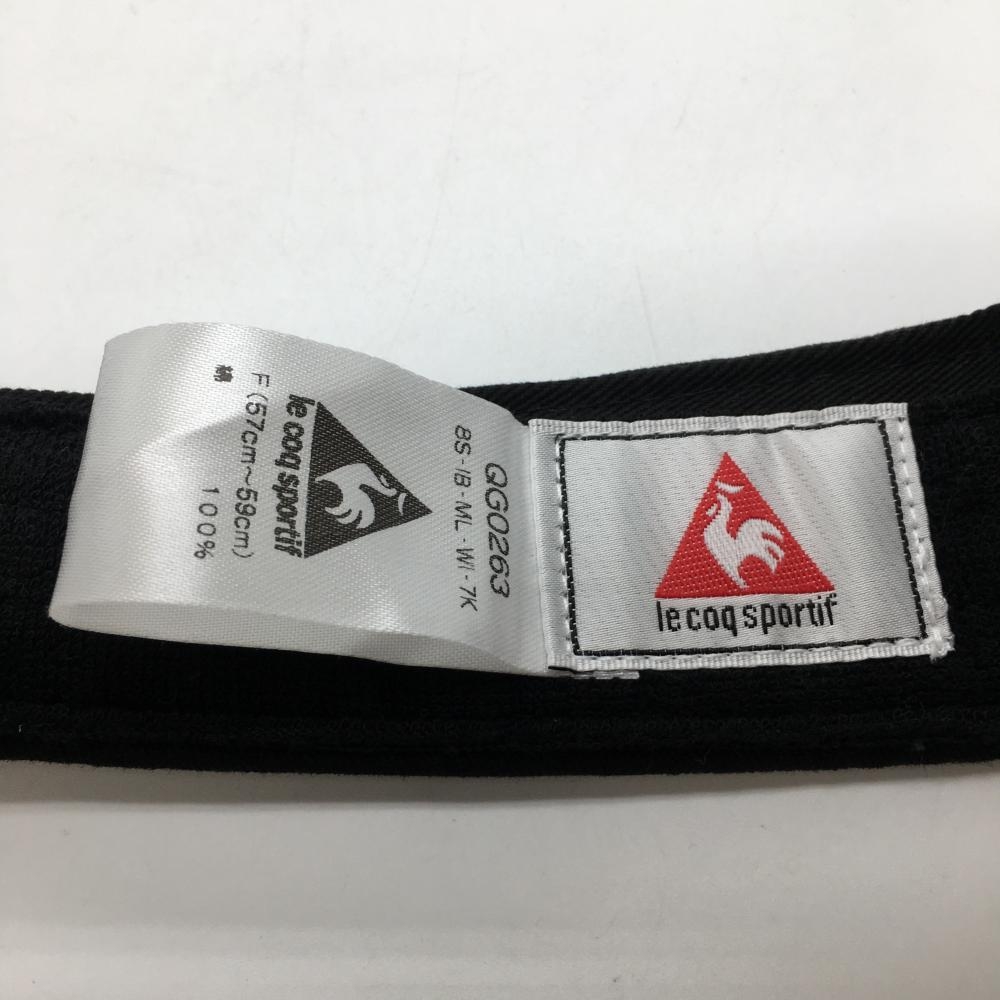 QG0263
8S-IB-ML-WI-7K
le coq sportif
F(57cm~59cm)
綿
100%
le coq sportif